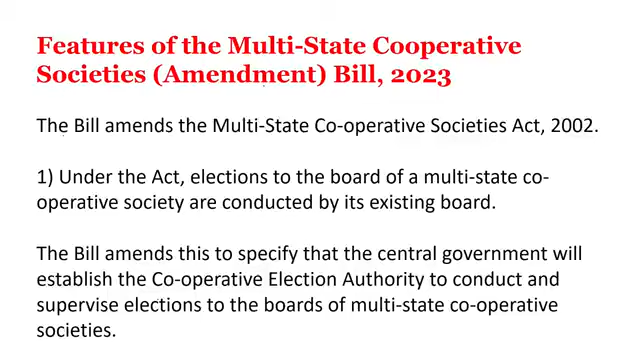 Features of the Multi-State Cooperative
Societies (Amendment) Bill, 2023
The Bill amends the Multi-State Co-operative Societies Act, 2002.
1) Under the Act, elections to the board of a multi-state co-
operative society are conducted by its existing board.
The Bill amends this to specify that the central government will
establish the Co-operative Election Authority to conduct and
supervise elections to the boards of multi-state co-operative
societies.